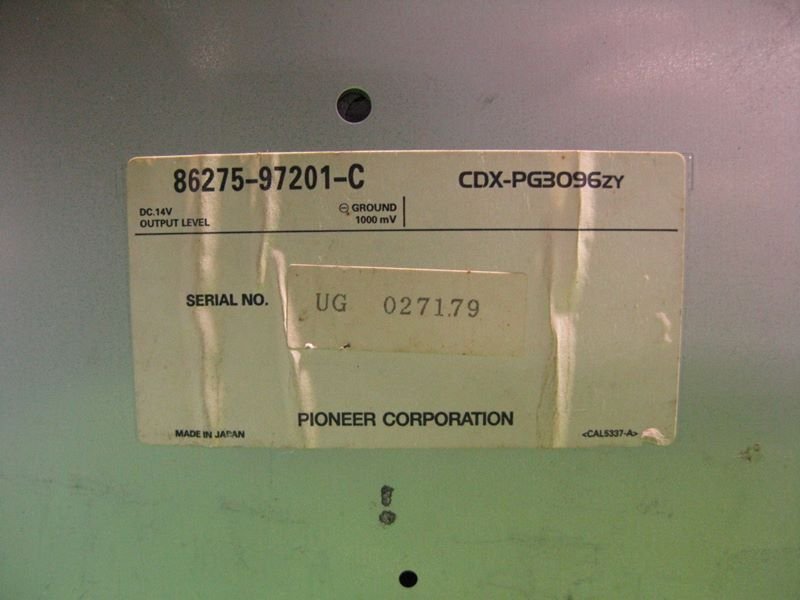 86275-97201-C CDX-PG3096ZY
DC.14V ⊖ GROUND
OUTPUT LEVEL 1000 mV
SERIAL NO. UG 027179
PIONEER CORPORATION
MADE IN JAPAN <CAL5337-A>